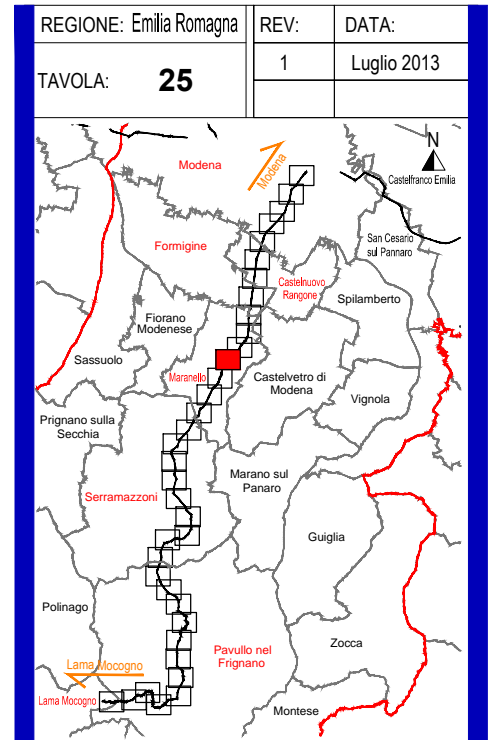 REGIONE: Emilia Romagna
REV:
DATA:
TAVOLA: 25
1
Luglio 2013
N
Modena
Modena
Castelfranco Emilia
San Cesario
sul Pannaro
Formigine
Castelnuovo
Rangone
Spilamberto
Fiorano
Modenese
Sassuolo
Maranello
Castelvetro di
Modena
Vignola
Prignano sulla
Secchia
Marano sul
Panaro
Serramazzoni
Guiglia
Polinago
Pavullo nel
Frignano
Zocca
Lama Mocogno
Lama Mocogno
Montese